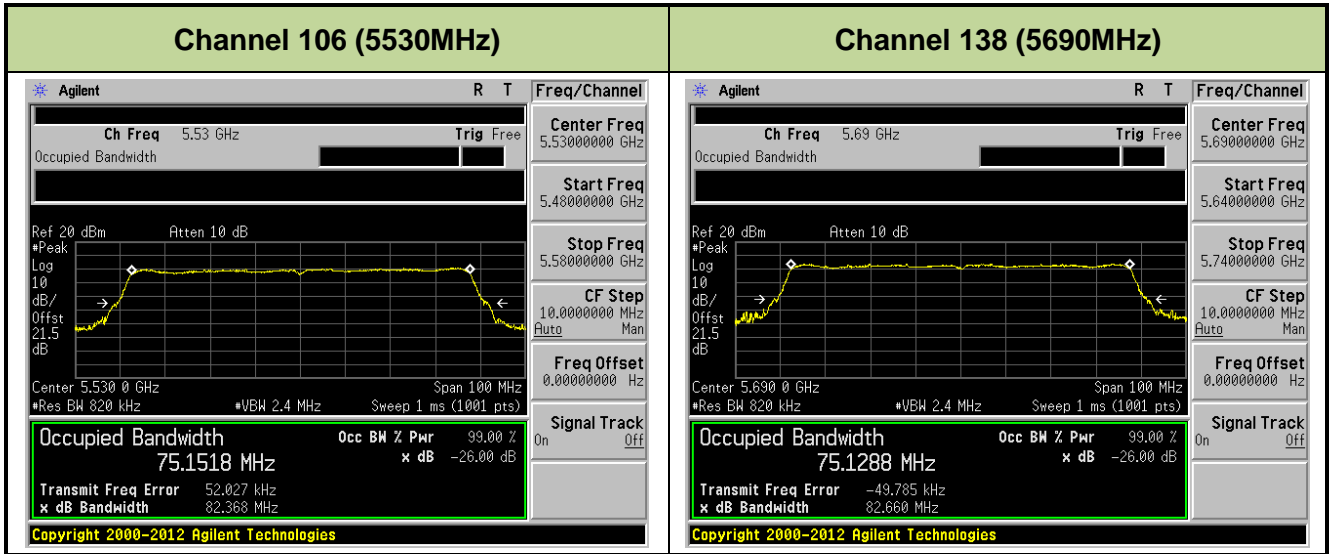 Channel 106 (5530MHz)
Agilent R T
Ch Freq 5.53 GHz Trig Free
Occupied Bandwidth
Ref 20 dBm Atten 10 dB
#Peak
Log
10
dB/
Offst
21.5
dB
Center 5.530 0 GHz Span 100 MHz
#Res BW 820 kHz #VBW 2.4 MHz Sweep 1 ms (1001 pts)
Occupied Bandwidth Occ BW % Pwr 99.00 %
75.1518 MHz x dB -26.00 dB
Transmit Freq Error 52.027 kHz
x dB Bandwidth 82.368 MHz
Copyright 2000-2012 Agilent Technologies
Freq/Channel
Center Freq
5.53000000 GHz
Start Freq
5.48000000 GHz
Stop Freq
5.58000000 GHz
CF Step
10.0000000 MHz
Auto Man
Freq Offset
0.00000000 Hz
Signal Track
On Off
Channel 138 (5690MHz)
Agilent R T
Ch Freq 5.69 GHz Trig Free
Occupied Bandwidth
Ref 20 dBm Atten 10 dB
#Peak
Log
10
dB/
Offst
21.5
dB
Center 5.690 0 GHz Span 100 MHz
#Res BW 820 kHz #VBW 2.4 MHz Sweep 1 ms (1001 pts)
Occupied Bandwidth Occ BW % Pwr 99.00 %
75.1288 MHz x dB -26.00 dB
Transmit Freq Error -49.785 kHz
x dB Bandwidth 82.660 MHz
Copyright 2000-2012 Agilent Technologies
Freq/Channel
Center Freq
5.69000000 GHz
Start Freq
5.64000000 GHz
Stop Freq
5.74000000 GHz
CF Step
10.0000000 MHz
Auto Man
Freq Offset
0.00000000 Hz
Signal Track
On Off